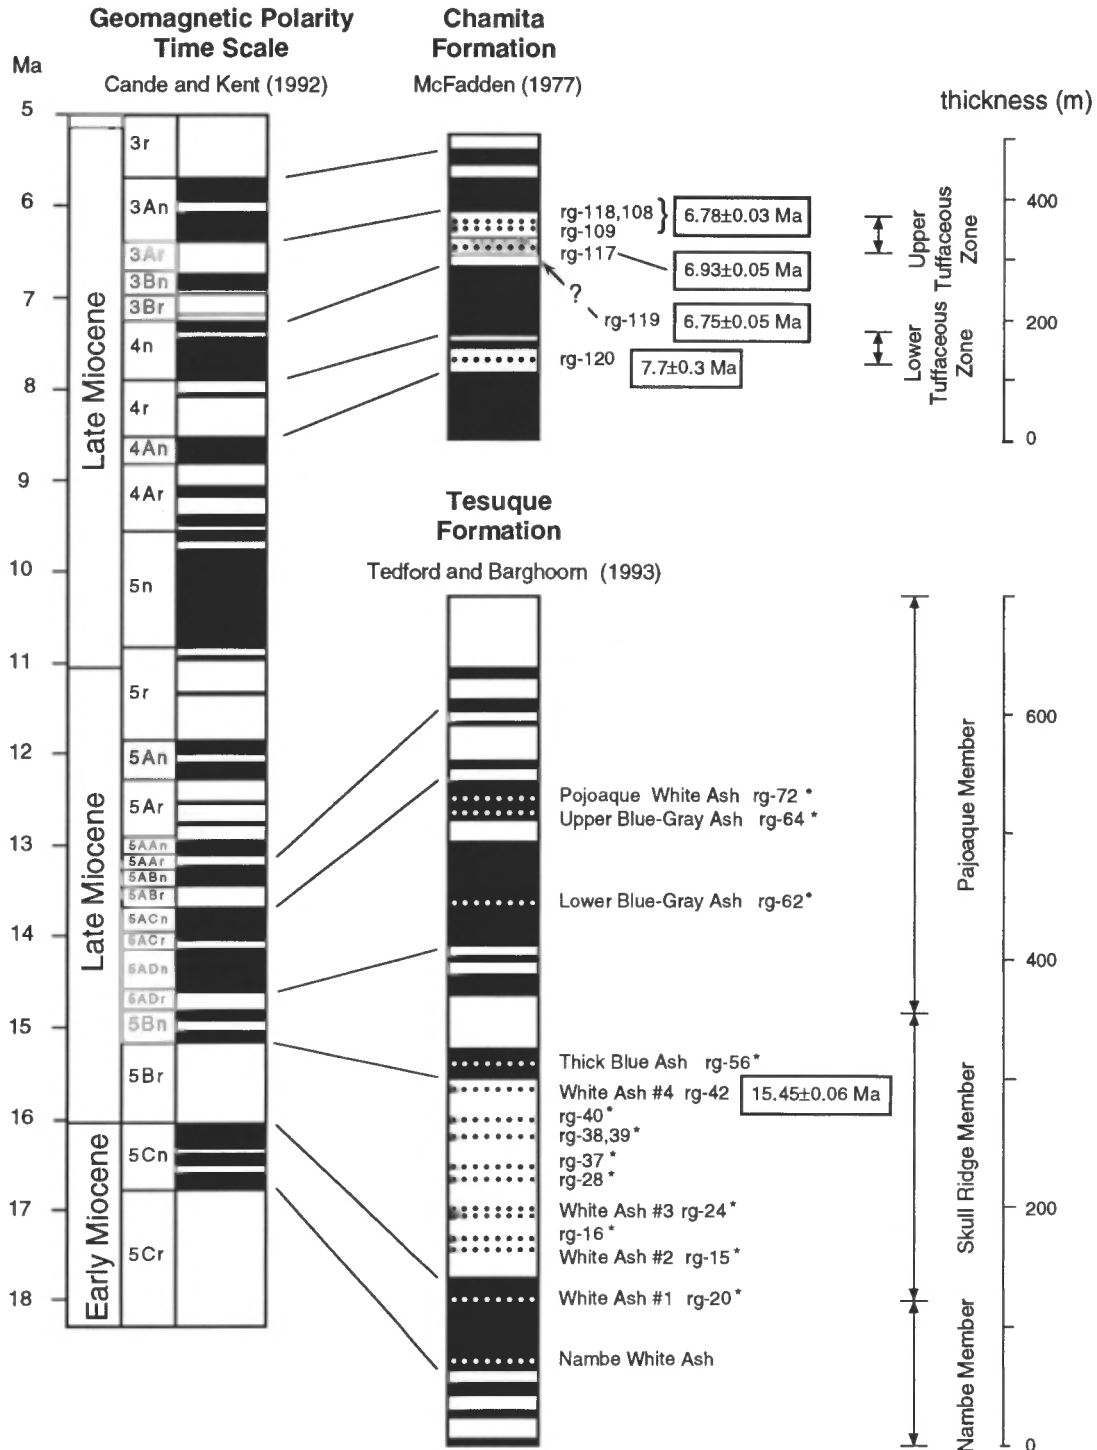 Geomagnetic Polarity
Time Scale
Cande and Kent (1992)
Chamita
Formation
McFadden (1977)
thickness (m)
Ma
5
6
7
8
9
10
11
12
13
14
15
16
17
18
Late Miocene
Late Miocene
Early Miocene
3r
3An
3Ar
3Bn
3Br
4n
4r
4An
4Ar
5n
5r
5An
5Ar
5AAn
5AAr
5ABn
5ABr
5ACn
5ACr
5ADn
5ADr
5Bn
5Br
5Cn
5Cr
rg-118,108 } 6.78±0.03 Ma
rg-109
rg-117 6.93±0.05 Ma
?
rg-119 6.75±0.05 Ma
rg-120 7.7±0.3 Ma
Upper
Tuffaceous
Zone
Lower
Tuffaceous
Zone
400
200
0
Tesuque
Formation
Tedford and Barghoorn (1993)
Pojoaque White Ash rg-72 *
Upper Blue-Gray Ash rg-64 *
Lower Blue-Gray Ash rg-62*
Thick Blue Ash rg-56*
White Ash #4 rg-42 15.45±0.06 Ma
rg-40*
rg-38,39*
rg-37 *
rg-28 *
White Ash #3 rg-24*
rg-16 *
White Ash #2 rg-15*
White Ash #1 rg-20*
Nambe White Ash
Pajoaque Member
Skull Ridge Member
Nambe Member
600
400
200
0